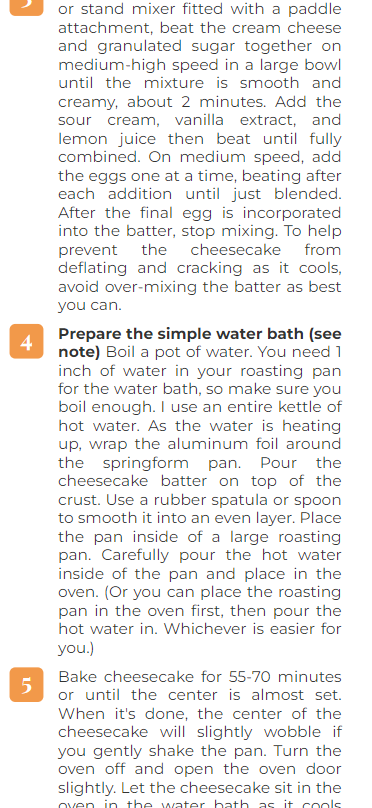 3
or stand mixer fitted with a paddle
attachment, beat the cream cheese
and granulated sugar together on
medium-high speed in a large bowl
until the mixture is smooth and
creamy, about 2 minutes. Add the
sour cream, vanilla extract, and
lemon juice then beat until fully
combined. On medium speed, add
the eggs one at a time, beating after
each addition until just blended.
After the final egg is incorporated
into the batter, stop mixing. To help
prevent the cheesecake from
deflating and cracking as it cools,
avoid over-mixing the batter as best
you can.
4
Prepare the simple water bath (see
note) Boil a pot of water. You need 1
inch of water in your roasting pan
for the water bath, so make sure you
boil enough. I use an entire kettle of
hot water. As the water is heating
up, wrap the aluminum foil around
the springform pan. Pour the
cheesecake batter on top of the
crust. Use a rubber spatula or spoon
to smooth it into an even layer. Place
the pan inside of a large roasting
pan. Carefully pour the hot water
inside of the pan and place in the
oven. (Or you can place the roasting
pan in the oven first, then pour the
hot water in. Whichever is easier for
you.)
5
Bake cheesecake for 55-70 minutes
or until the center is almost set.
When it's done, the center of the
cheesecake will slightly wobble if
you gently shake the pan. Turn the
oven off and open the oven door
slightly. Let the cheesecake sit in the
oven in the water bath as it cools